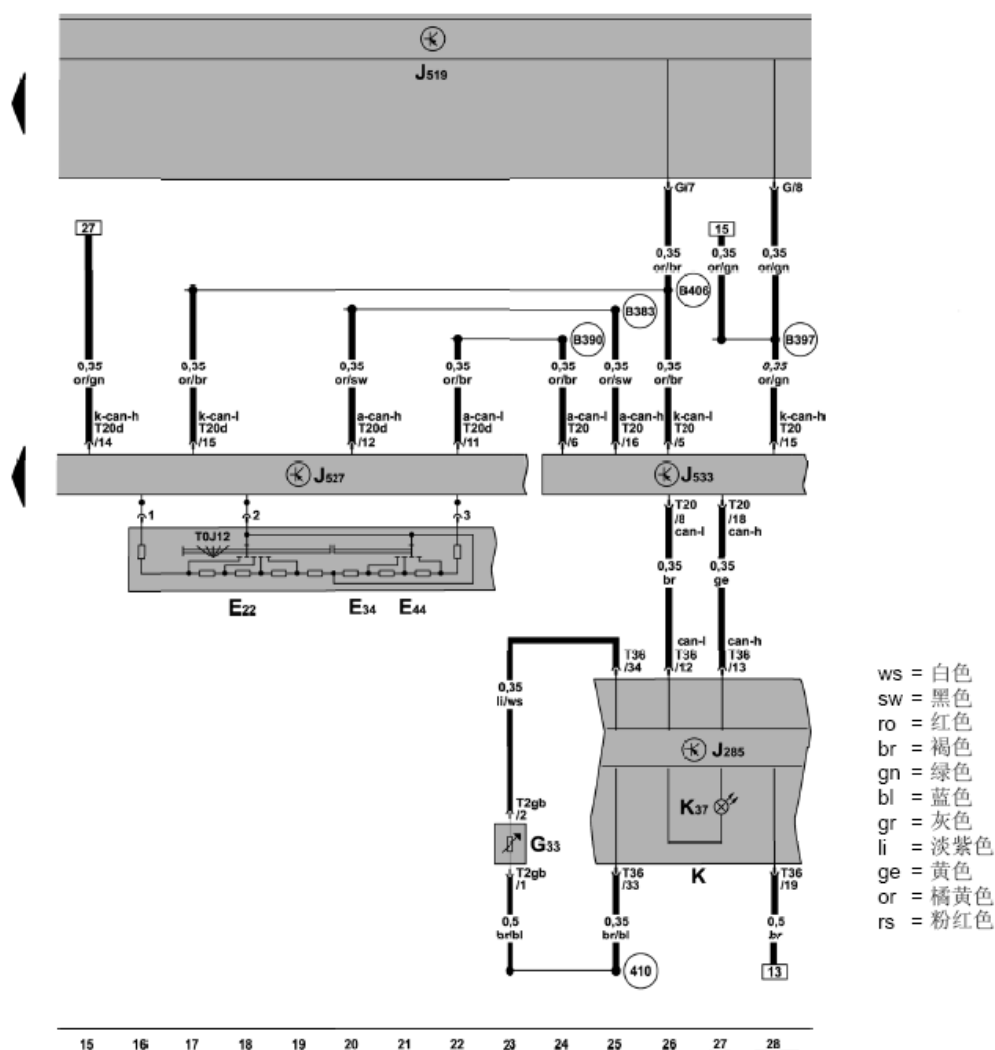 J519
G/7
G/8
27
15
0,35
or/br
0,35
or/gn
0,35
or/gn
B406
B383
B390
B397
0,35
or/gn
0,35
or/br
0,35
or/sw
0,35
or/br
0,35
or/br
0,35
or/sw
0,35
or/br
0,35
or/gn
k-can-h
T20d
/14
k-can-l
T20d
/15
a-can-h
T20d
/12
a-can-l
T20d
/11
a-can-l
T20
/6
a-can-h
T20
/16
k-can-l
T20
/5
k-can-h
T20
/15
J527
J533
1
2
3
T0J12
E22
E34
E44
T20
/8
can-l
T20
/18
can-h
0,35
br
0,35
ge
T36
/34
can-l
T36
/12
can-h
T36
/13
0,35
li/ws
J285
K37
T2gb
/2
G33
T2gb
/1
K
T36
/33
T36
/19
0,5
br/bl
0,35
br/bl
0,5
br
410
13
ws = 白色
sw = 黑色
ro = 红色
br = 褐色
gn = 绿色
bl = 蓝色
gr = 灰色
li = 淡紫色
ge = 黄色
or = 橘黄色
rs = 粉红色
15 16 17 18 19 20 21 22 23 24 25 26 27 28